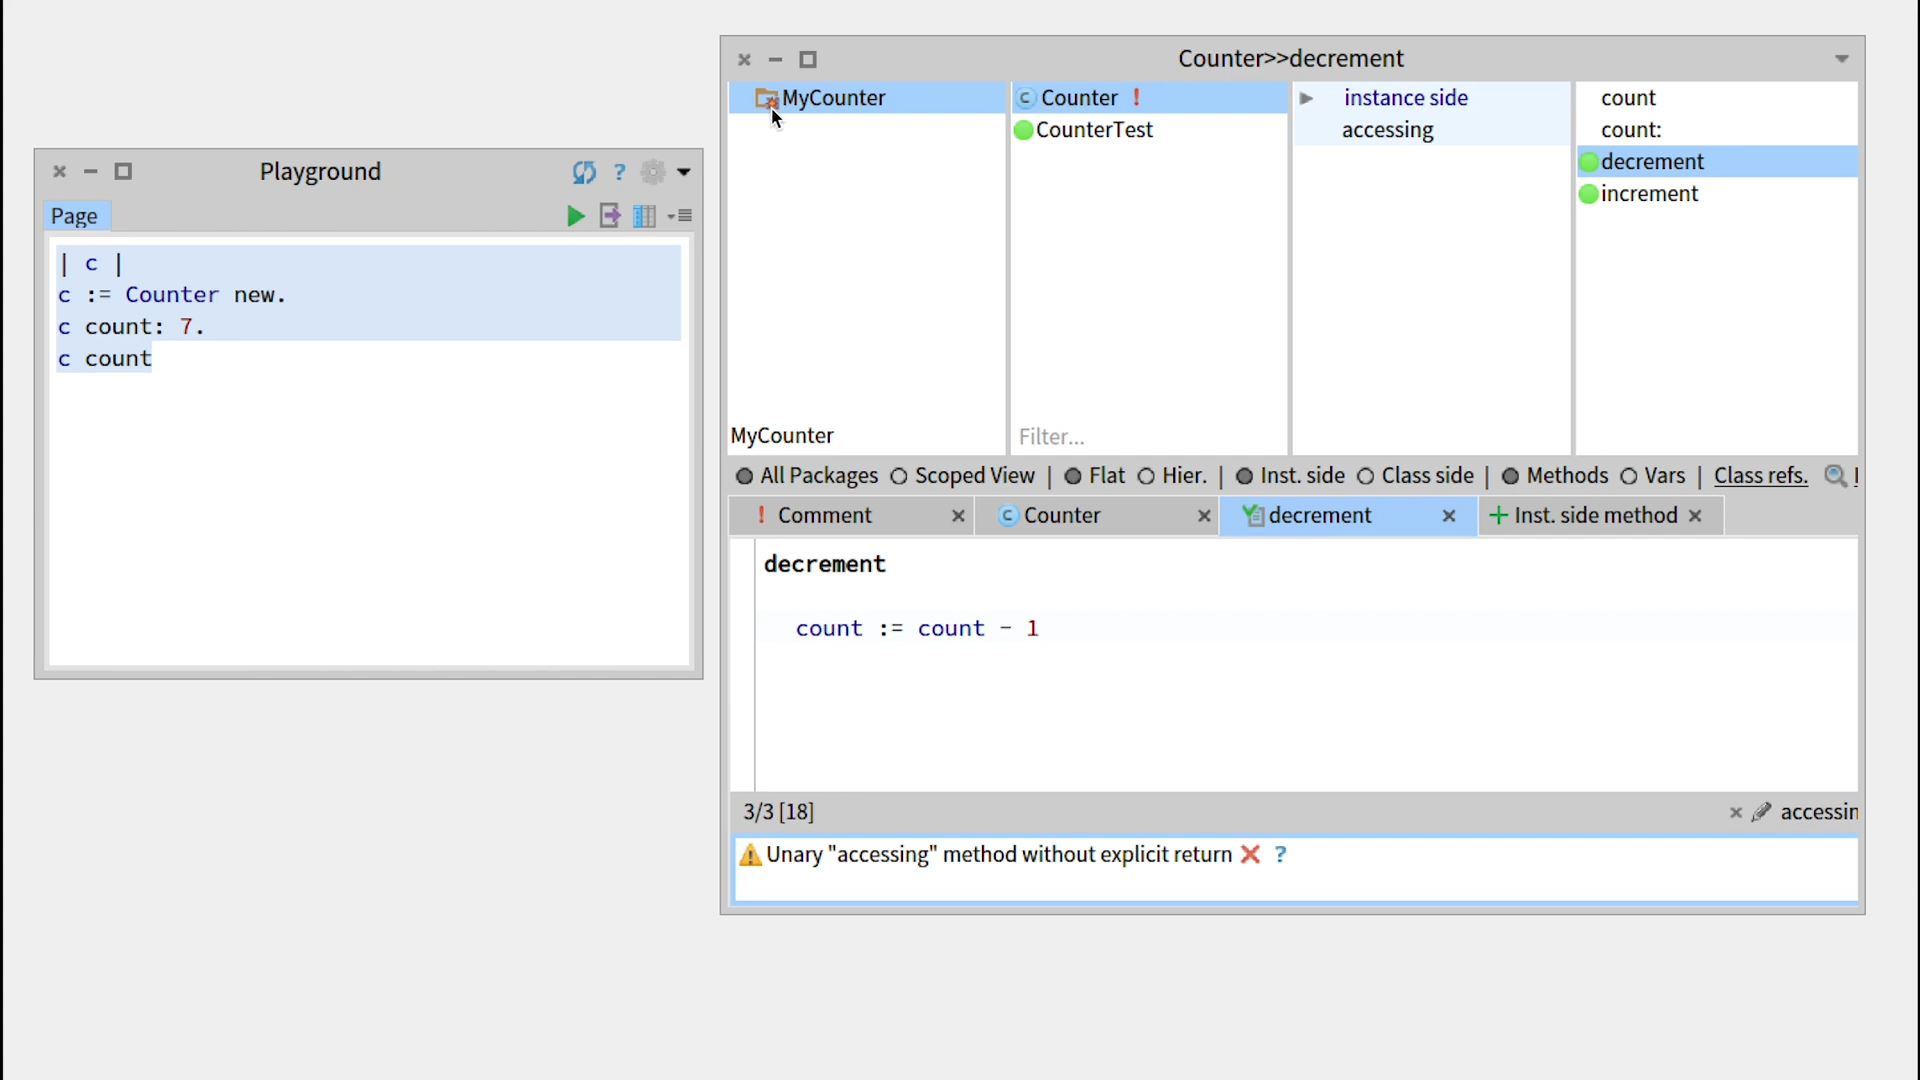 Playground
Page
| c |
c := Counter new.
c count: 7.
c count
Counter>>decrement
MyCounter
Counter !
CounterTest
instance side
accessing
count
count:
decrement
increment
MyCounter
Filter...
All Packages Scoped View | Flat Hier. | Inst. side Class side | Methods Vars | Class refs.
! Comment
Counter
decrement
Inst. side method
decrement
count := count - 1
3/3 [18]
accessin
Unary "accessing" method without explicit return ?